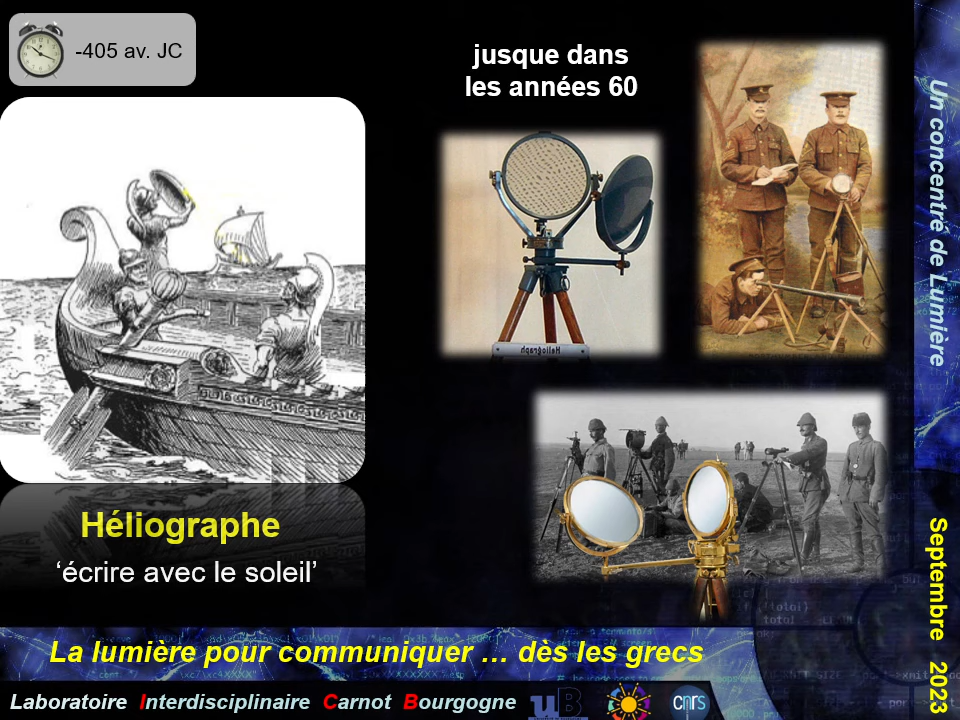 -405 av. JC
jusque dans
les années 60
Heliograph
Héliographe
‘écrire avec le soleil’
La lumière pour communiquer … dès les grecs
Laboratoire Interdisciplinaire Carnot Bourgogne
uB
cnrs
Un concentré de Lumière
Septembre 2023